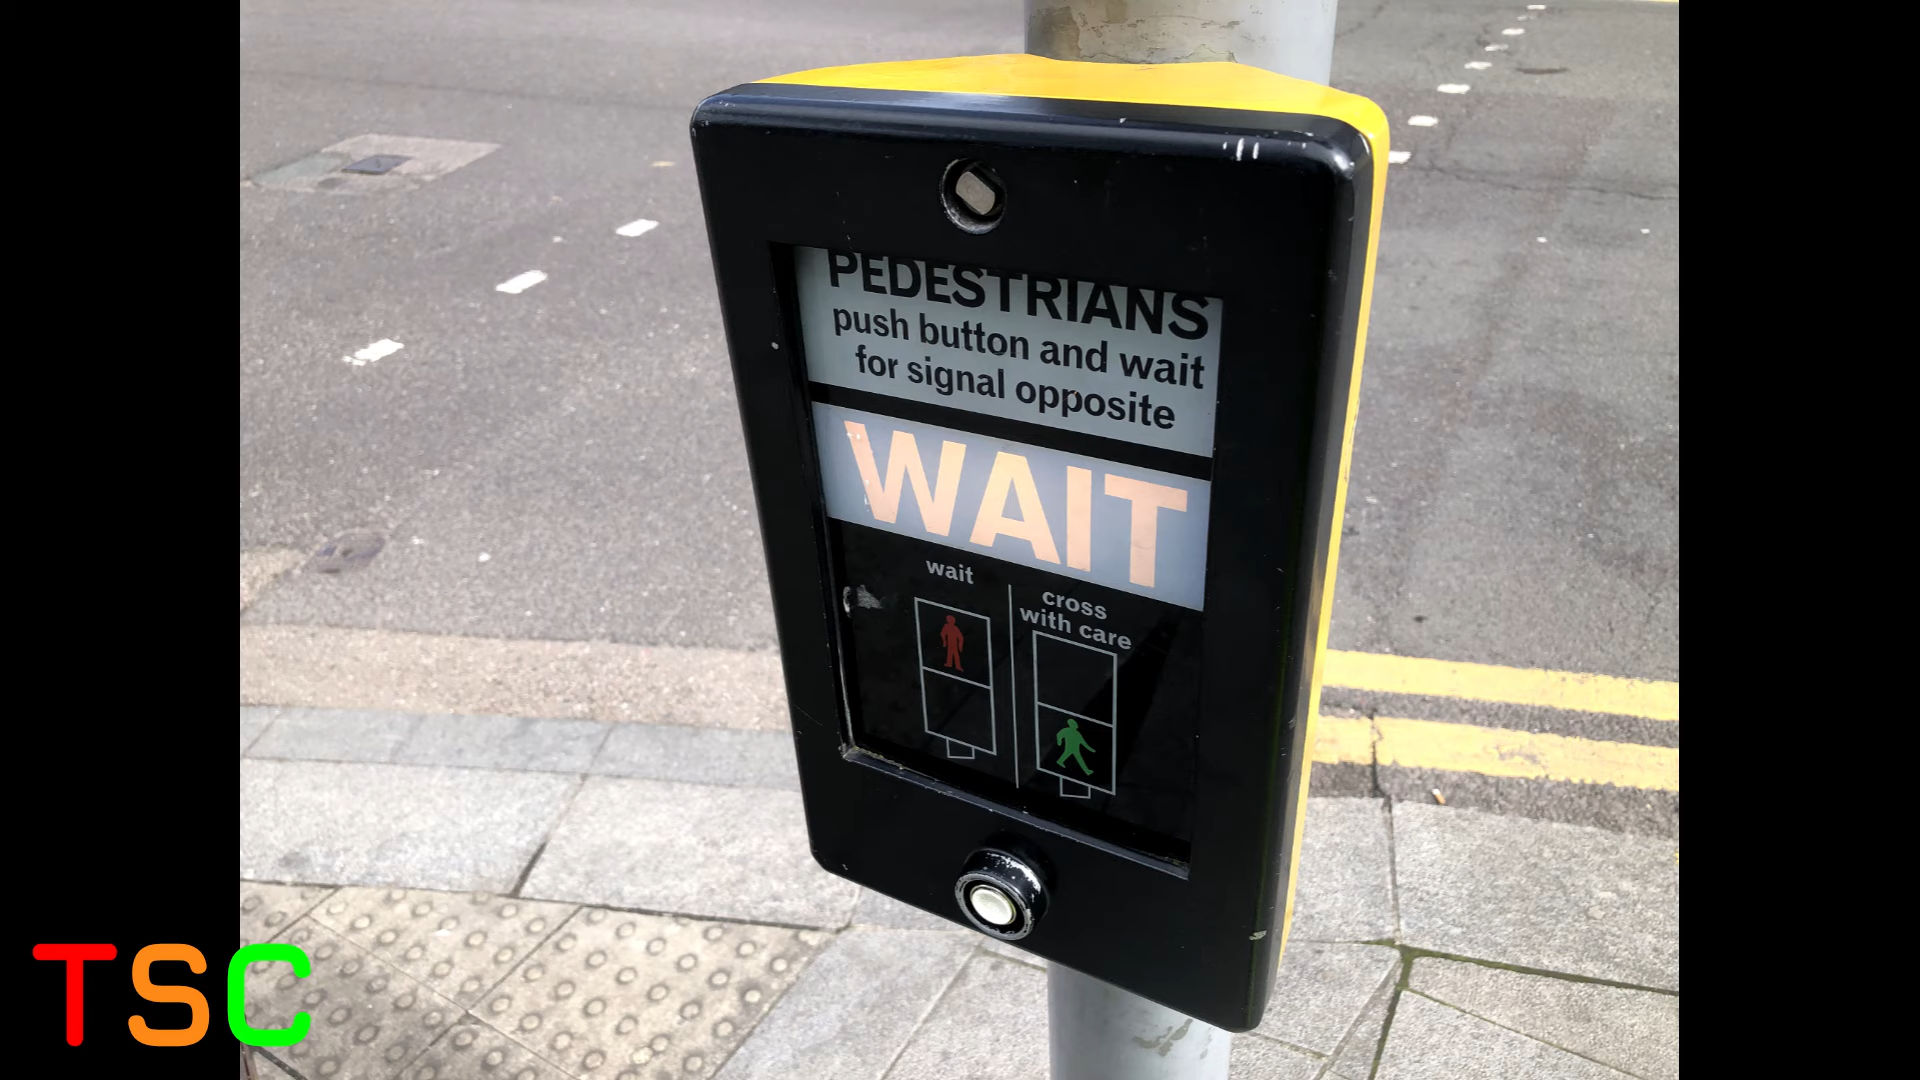 PEDESTRIANS
push button and wait
for signal opposite
WAIT
wait
cross
with care
TSC